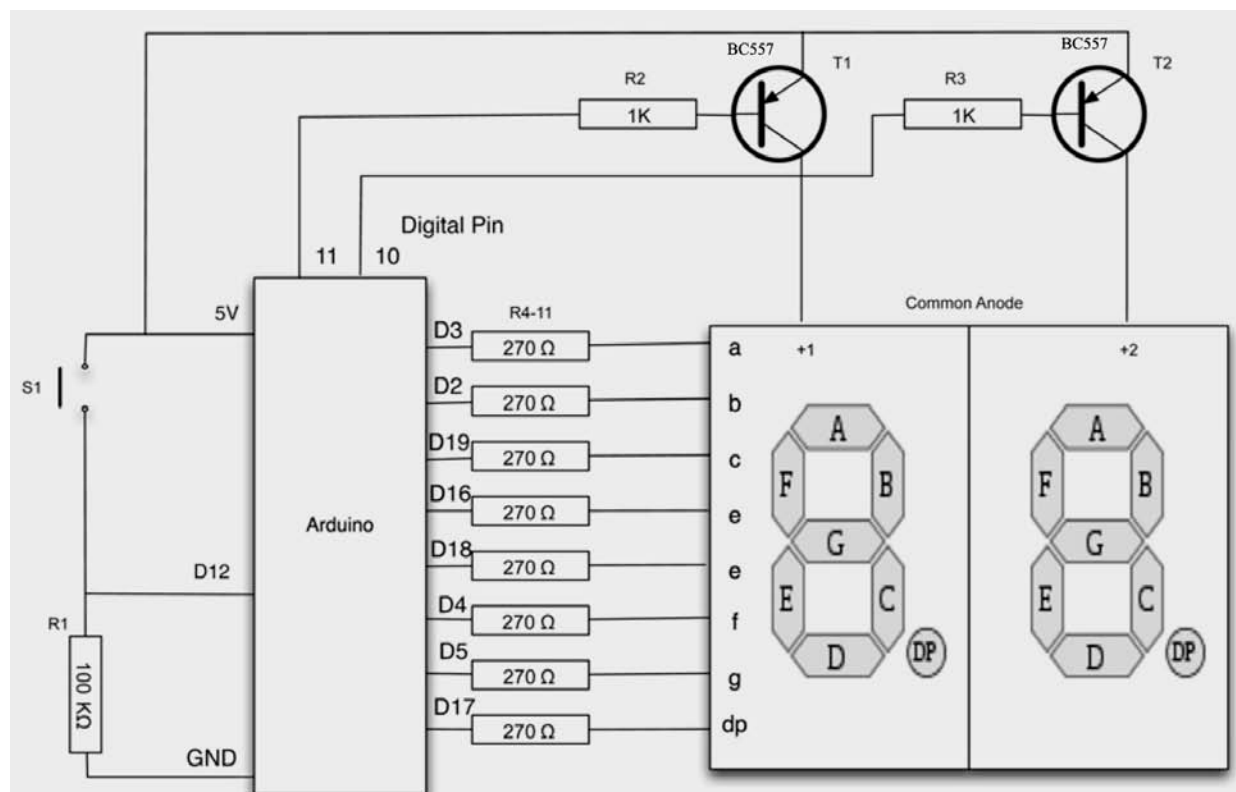 BC557
BC557
T1
T2
R2
R3
1K
1K
Digital Pin
11
10
5V
Common Anode
R4-11
D3
270 Ω
a
+1
+2
S1
D2
270 Ω
b
D19
270 Ω
c
D16
270 Ω
e
Arduino
D18
270 Ω
e
D12
D4
270 Ω
f
R1
100 KΩ
D5
270 Ω
g
D17
270 Ω
dp
GND
A
F
B
G
E
C
D
DP
A
F
B
G
E
C
D
DP